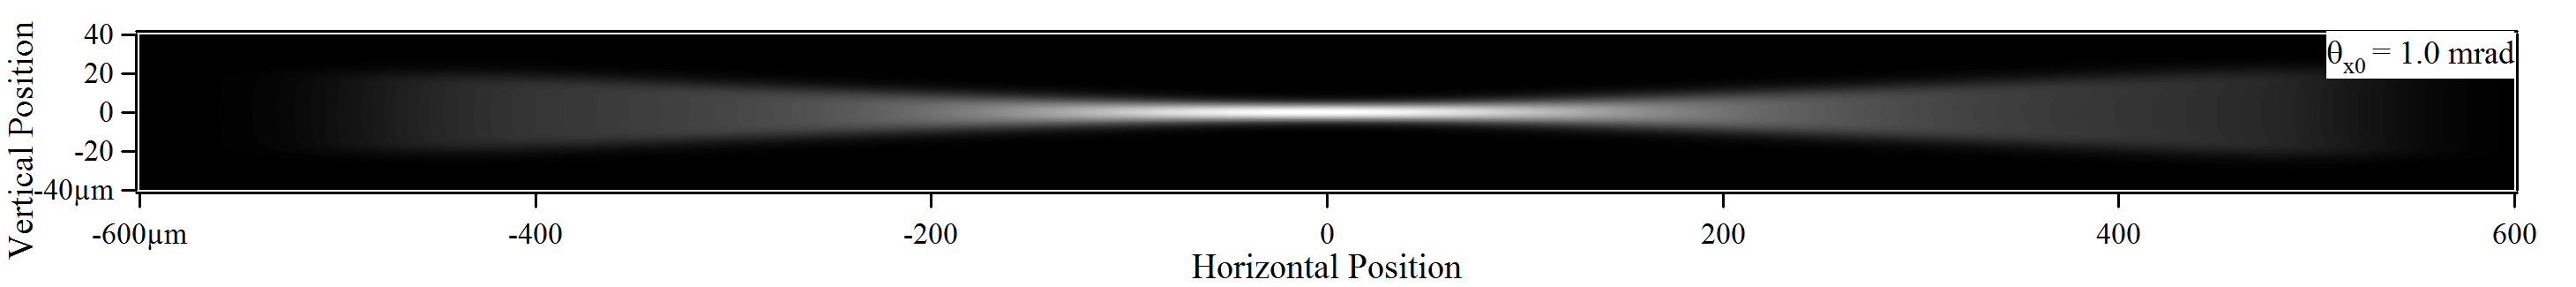 Vertical Position
40
20
0
-20
-40µm
θx0 = 1.0 mrad
-600µm -400 -200 0 200 400 600
Horizontal Position